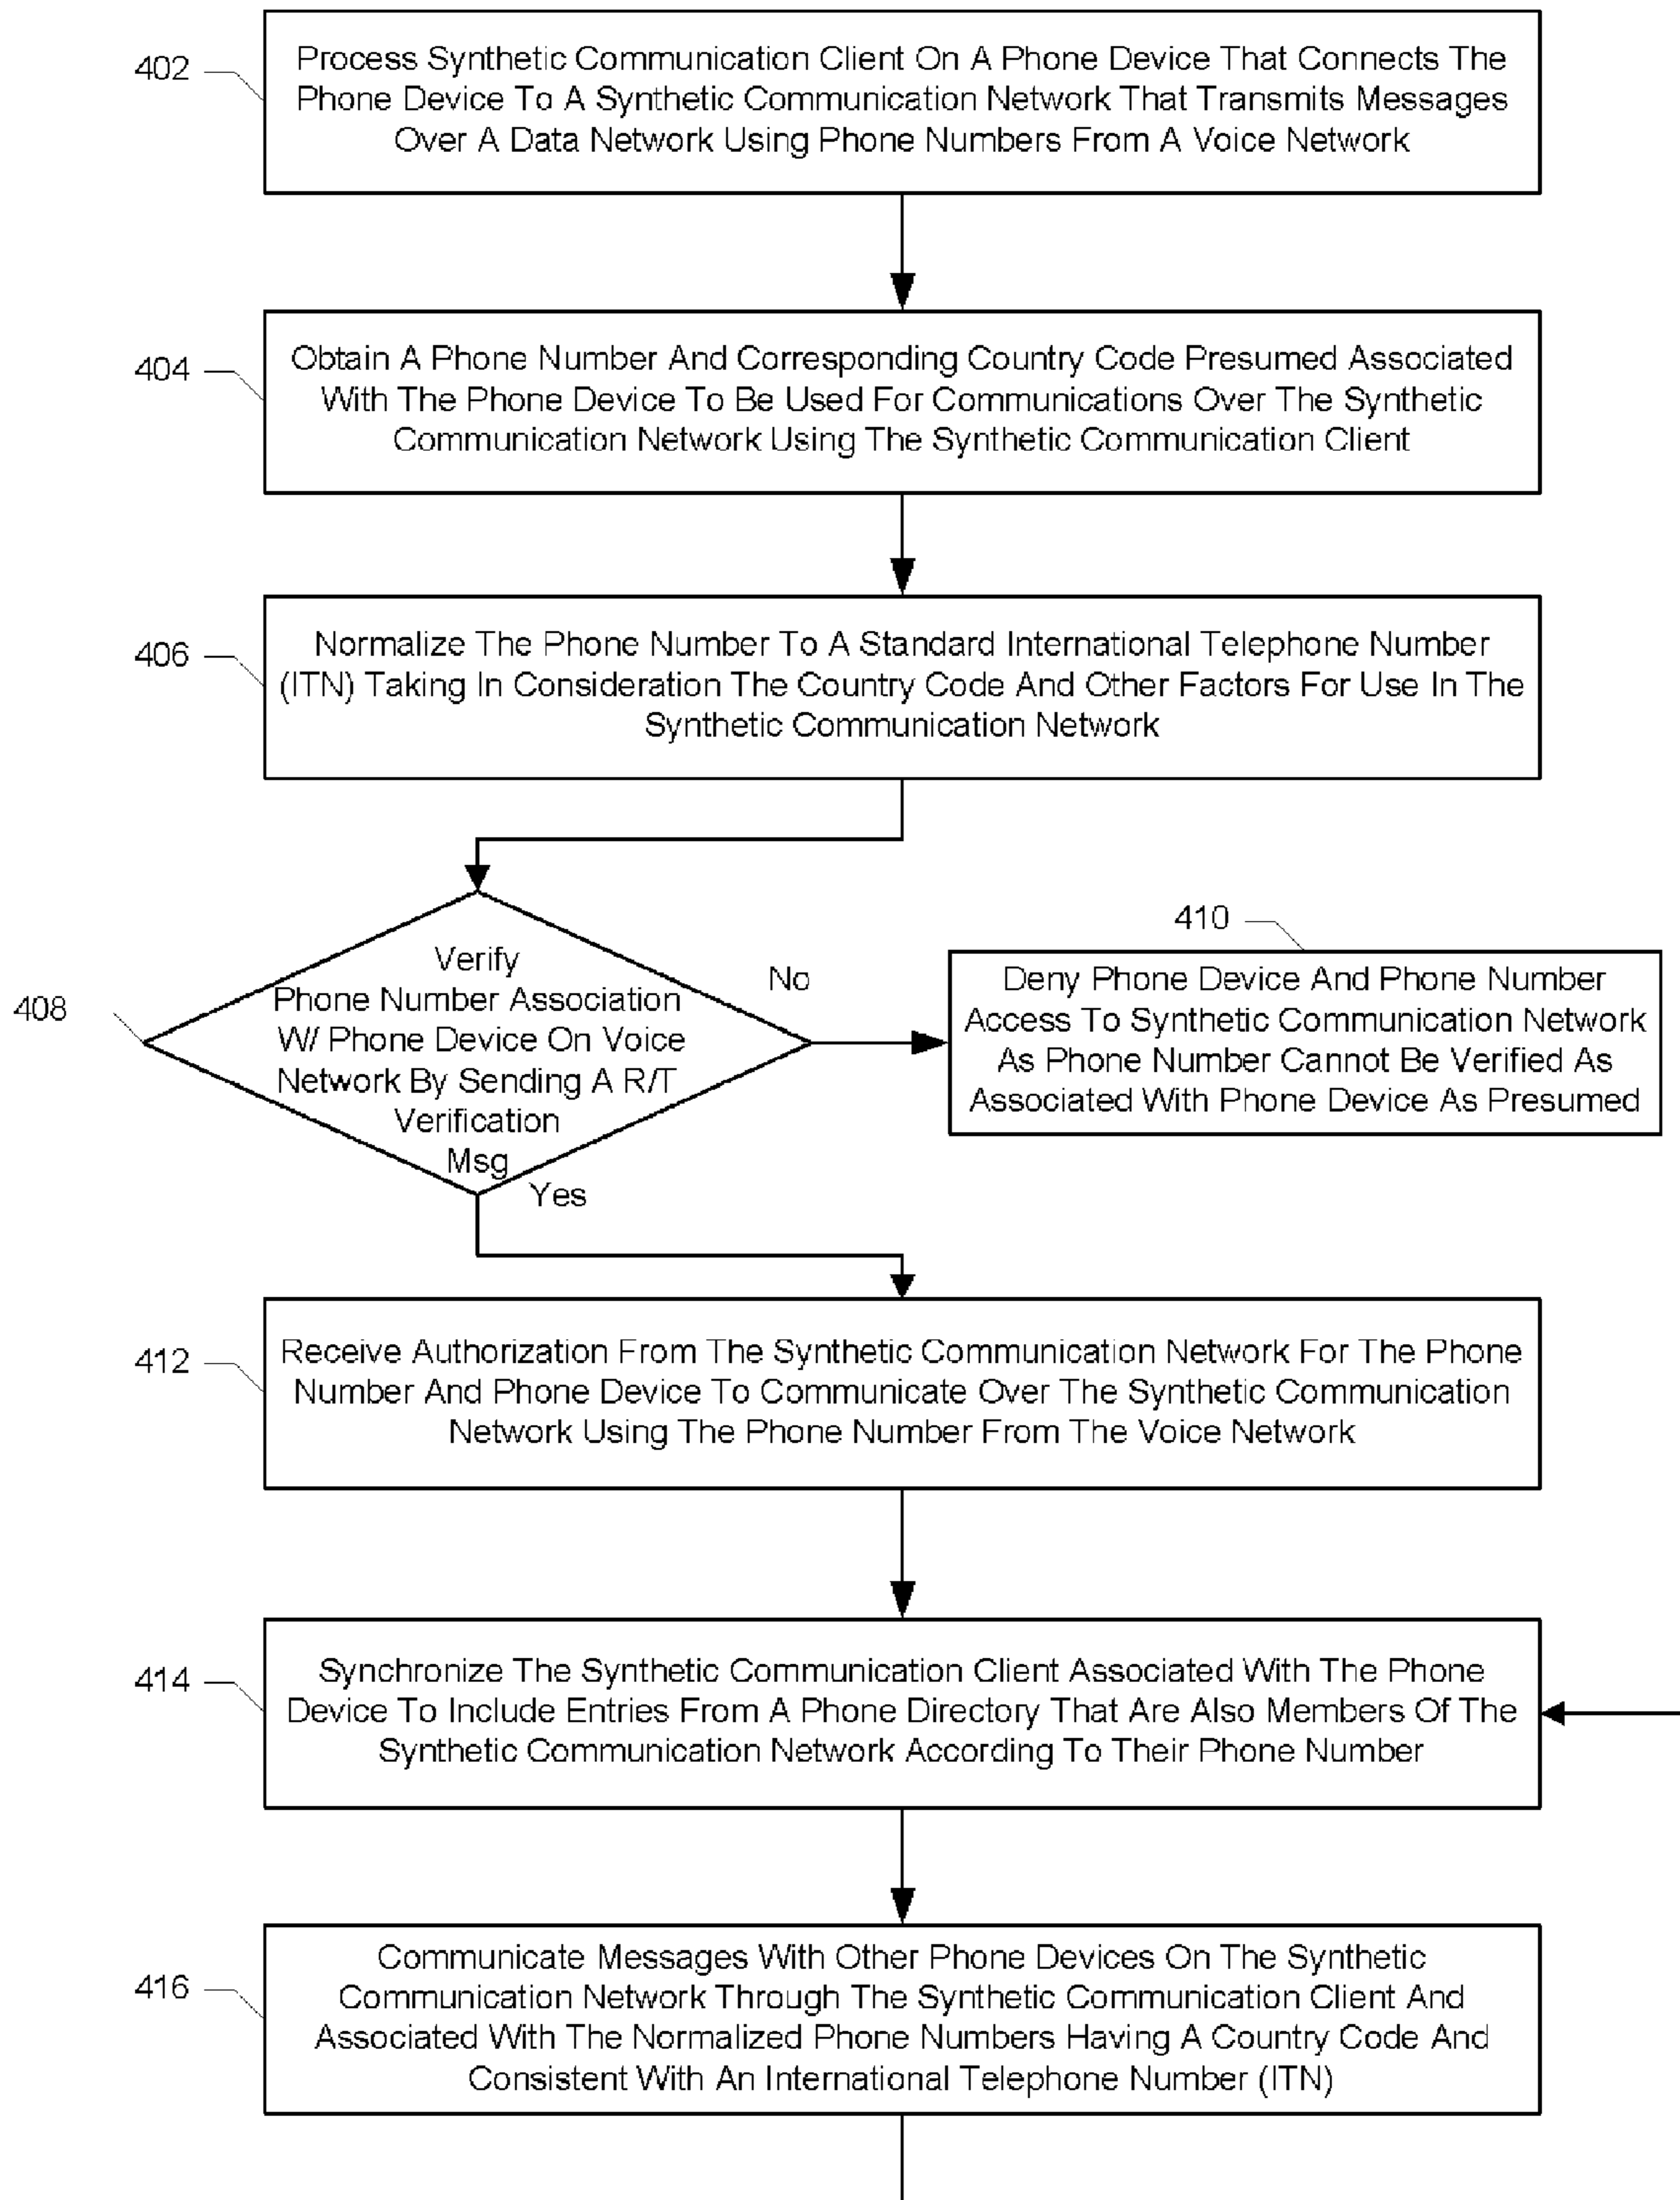 402
Process Synthetic Communication Client On A Phone Device That Connects The
Phone Device To A Synthetic Communication Network That Transmits Messages
Over A Data Network Using Phone Numbers From A Voice Network
404
Obtain A Phone Number And Corresponding Country Code Presumed Associated
With The Phone Device To Be Used For Communications Over The Synthetic
Communication Network Using The Synthetic Communication Client
406
Normalize The Phone Number To A Standard International Telephone Number
(ITN) Taking In Consideration The Country Code And Other Factors For Use In The
Synthetic Communication Network
408
Verify
Phone Number Association
W/ Phone Device On Voice
Network By Sending A R/T
Verification
Msg
No
Yes
410
Deny Phone Device And Phone Number
Access To Synthetic Communication Network
As Phone Number Cannot Be Verified As
Associated With Phone Device As Presumed
412
Receive Authorization From The Synthetic Communication Network For The Phone
Number And Phone Device To Communicate Over The Synthetic Communication
Network Using The Phone Number From The Voice Network
414
Synchronize The Synthetic Communication Client Associated With The Phone
Device To Include Entries From A Phone Directory That Are Also Members Of The
Synthetic Communication Network According To Their Phone Number
416
Communicate Messages With Other Phone Devices On The Synthetic
Communication Network Through The Synthetic Communication Client And
Associated With The Normalized Phone Numbers Having A Country Code And
Consistent With An International Telephone Number (ITN)